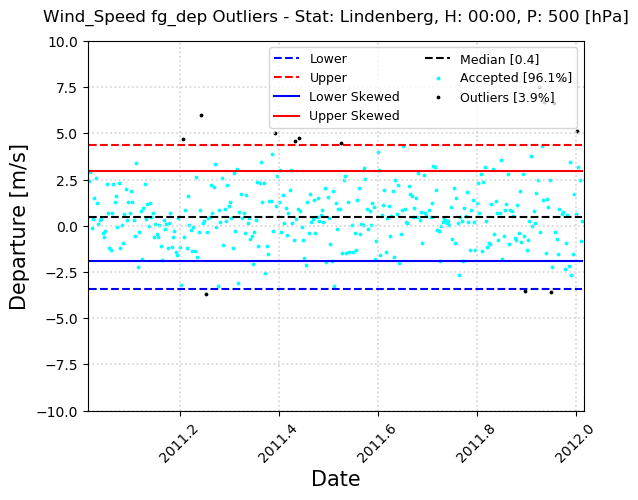 Wind_Speed fg_dep Outliers - Stat: Lindenberg, H: 00:00, P: 500 [hPa]
10.0
7.5
5.0
2.5
0.0
−2.5
−5.0
−7.5
−10.0
Departure [m/s]
Lower
Upper
Lower Skewed
Upper Skewed
Median [0.4]
Accepted [96.1%]
Outliers [3.9%]
2011.2
2011.4
2011.6
2011.8
2012.0
Date